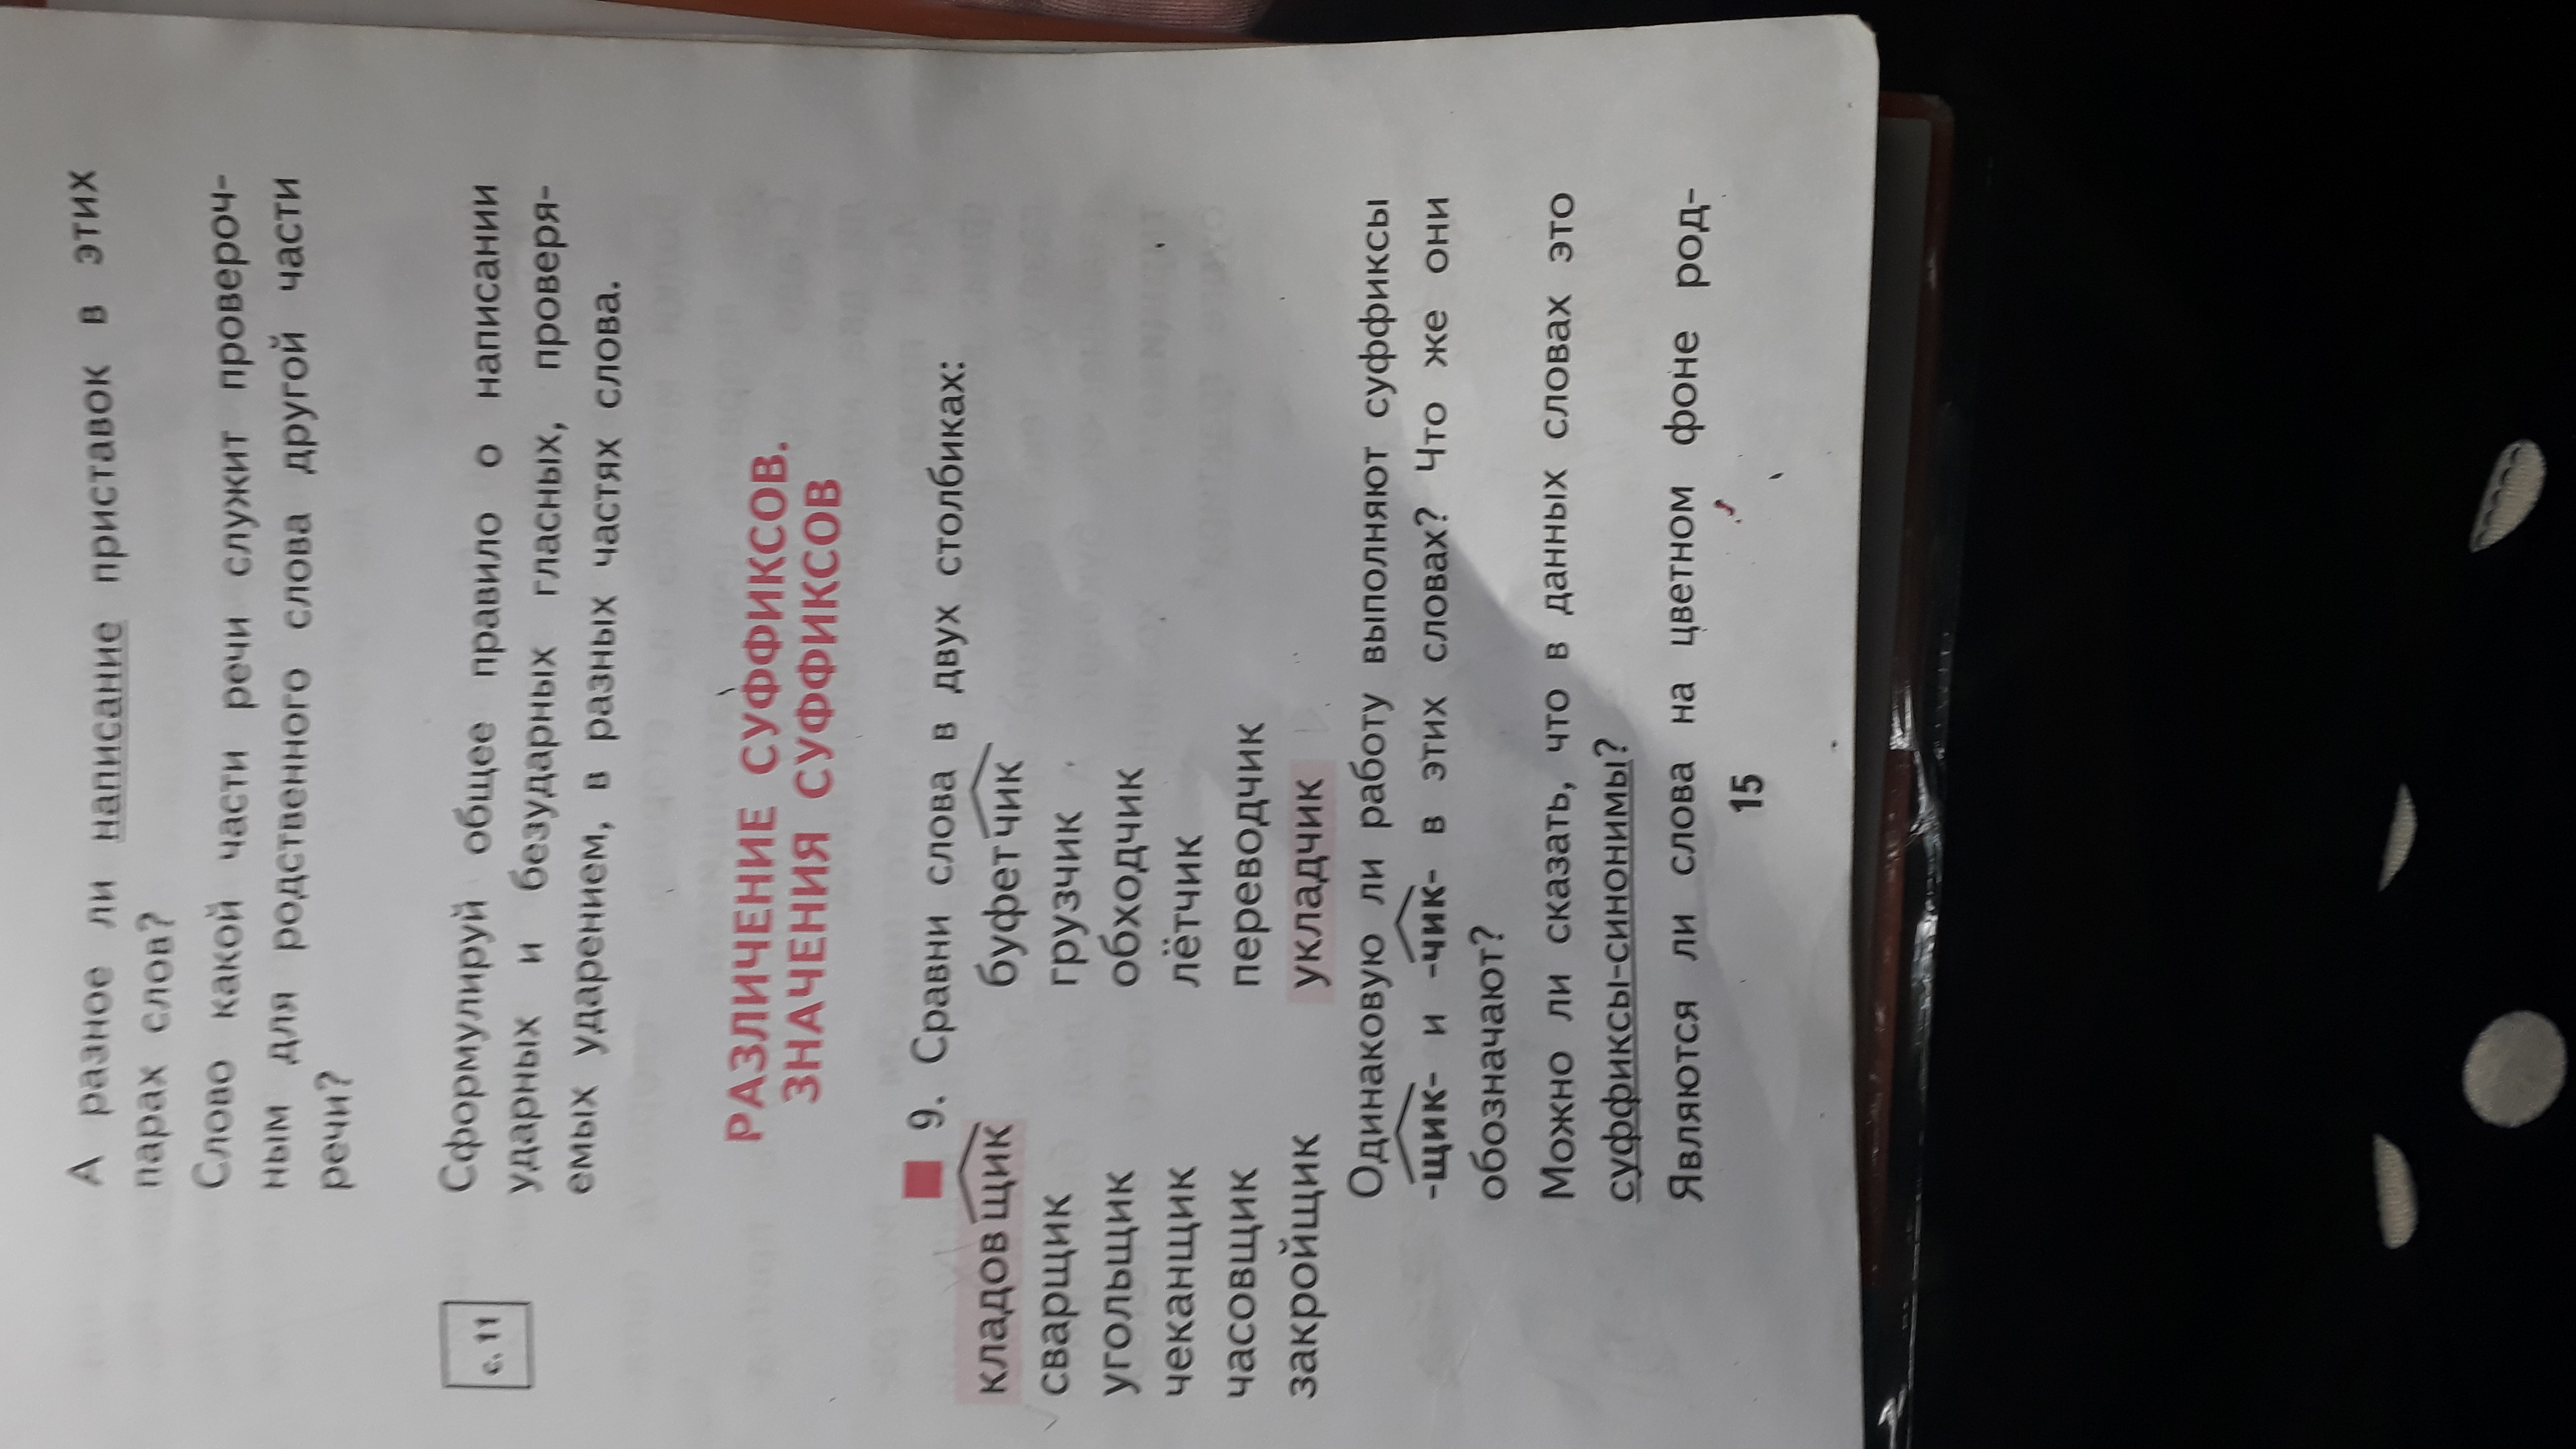 А разное ли написание приставок в этих
парах слов?
Слово какой части речи служит провероч-
ным для родственного слова другой части
речи?
с. 11
Сформулируй общее правило о написании
ударных и безударных гласных, проверя-
емых ударением, в разных частях слова.
РАЗЛИЧЕНИЕ СУФФИКСОВ.
ЗНАЧЕНИЯ СУФФИКСОВ
9. Сравни слова в двух столбиках:
кладовщик буфетчик
сварщик грузчик
угольщик обходчик
чеканщик лётчик
часовщик переводчик
закройщик укладчик
Одинаковую ли работу выполняют суффиксы
-щик- и -чик- в этих словах? Что же они
обозначают?
Можно ли сказать, что в данных словах это
суффиксы-синонимы?
Являются ли слова на цветном фоне род-
15